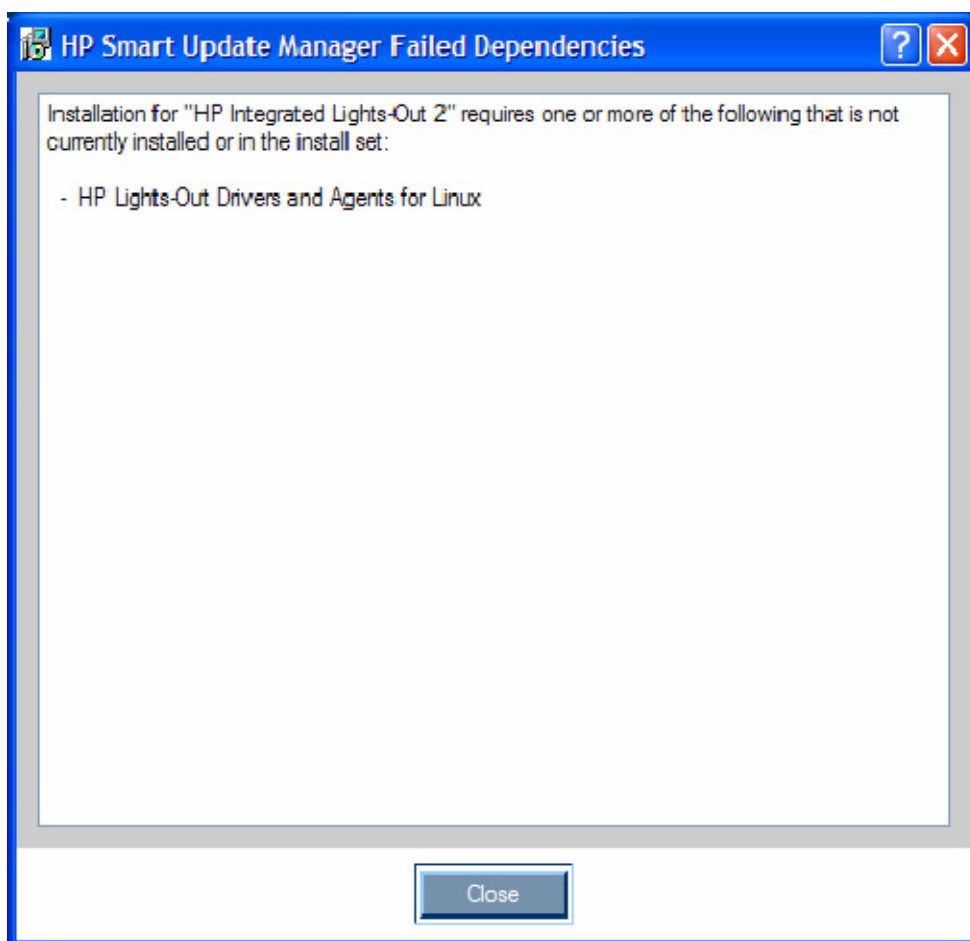 HP Smart Update Manager Failed Dependencies
Installation for "HP Integrated Lights-Out 2" requires one or more of the following that is not
currently installed or in the install set:
- HP Lights-Out Drivers and Agents for Linux
Close